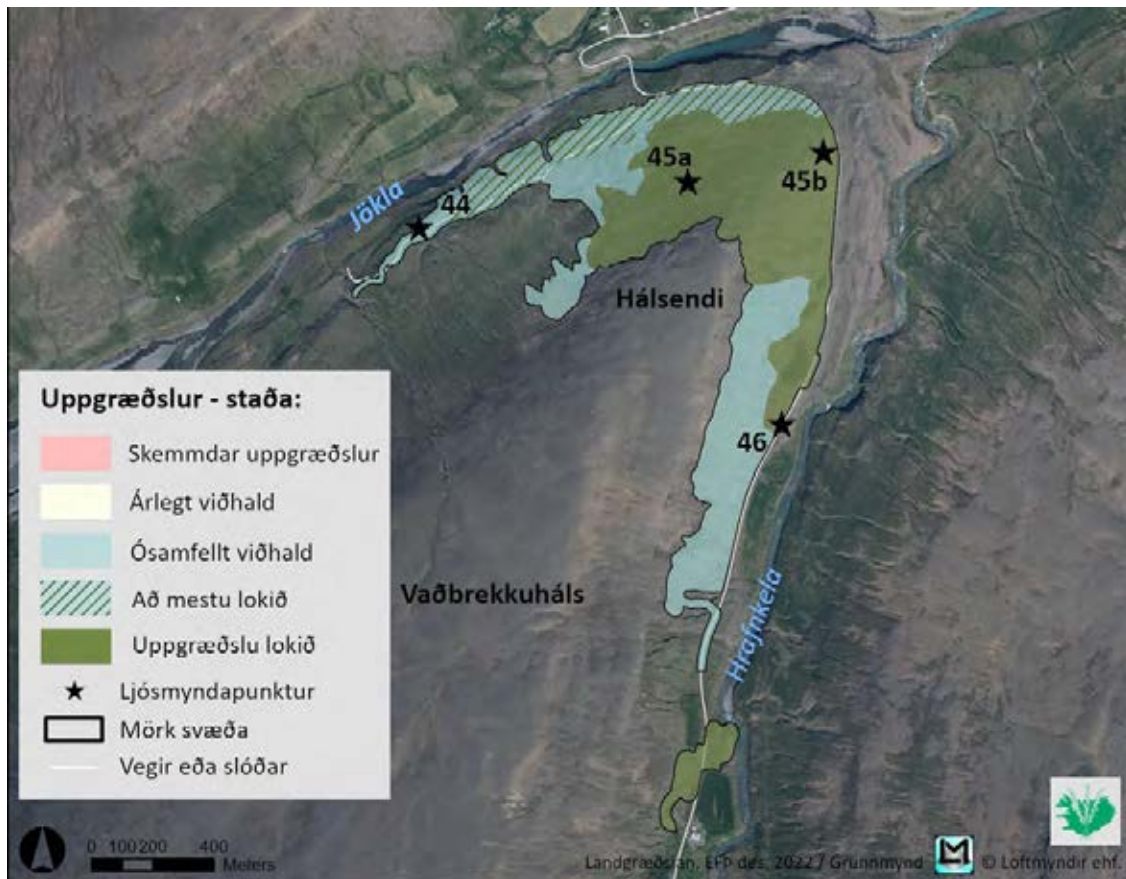 Jökla
44
45a
45b
Hálsendi
46
Vaðbrekkuháls
Hrafnkela
Uppgræðslur - staða:
Skemmdar uppgræðslur
Árlegt viðhald
Ósamfellt viðhald
Að mestu lokið
Uppgræðslu lokið
Ljósmyndapunktur
Mörk svæða
Vegir eða slóðar
0 100 200 400
Meters
Landgræðslan, EFÞ des. 2022 / Grunnmynd LM © Loftmyndir ehf.